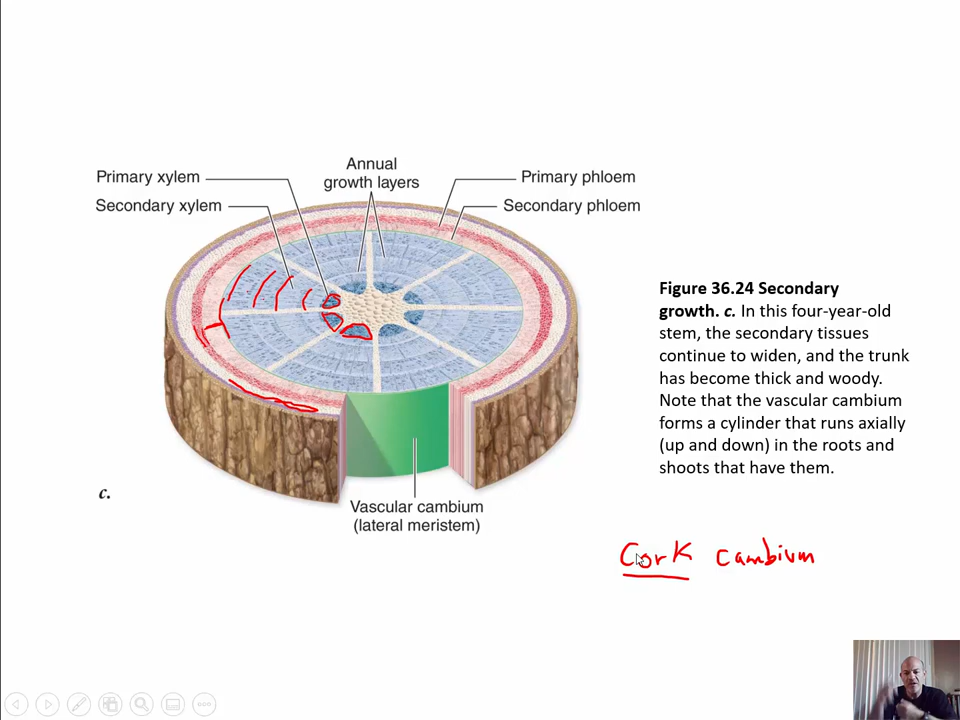 Primary xylem
Secondary xylem
Annual
growth layers
Primary phloem
Secondary phloem
Figure 36.24 Secondary
growth. c. In this four-year-old
stem, the secondary tissues
continue to widen, and the trunk
has become thick and woody.
Note that the vascular cambium
forms a cylinder that runs axially
(up and down) in the roots and
shoots that have them.
c.
Vascular cambium
(lateral meristem)
Cork cambium